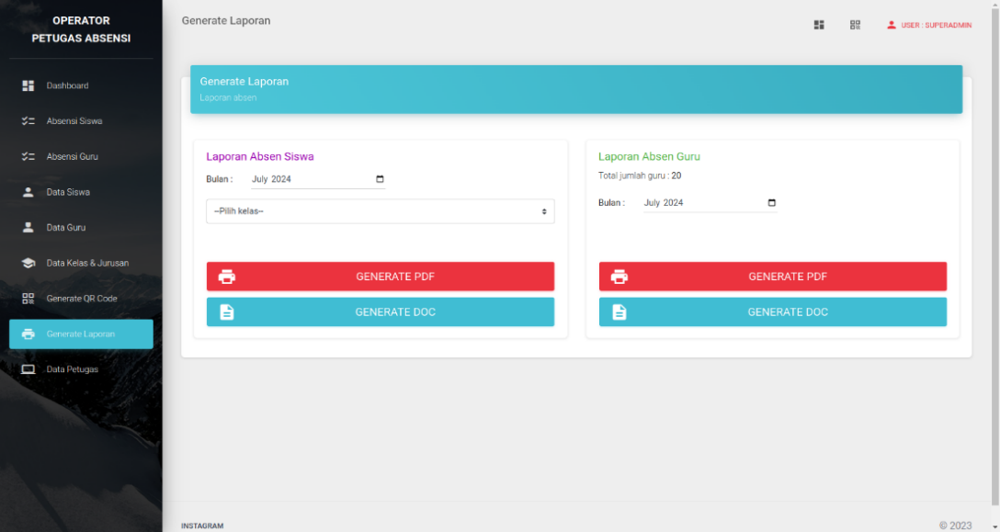 OPERATOR
PETUGAS ABSENSI
Dashboard
Absensi Siswa
Absensi Guru
Data Siswa
Data Guru
Data Kelas & Jurusan
Generate QR Code
Generate Laporan
Data Petugas
Generate Laporan
USER : SUPERADMIN
Generate Laporan
Laporan absen
Laporan Absen Siswa
Bulan : July 2024
--Pilih kelas--
GENERATE PDF
GENERATE DOC
Laporan Absen Guru
Total jumlah guru : 20
Bulan : July 2024
GENERATE PDF
GENERATE DOC
INSTAGRAM
© 2023